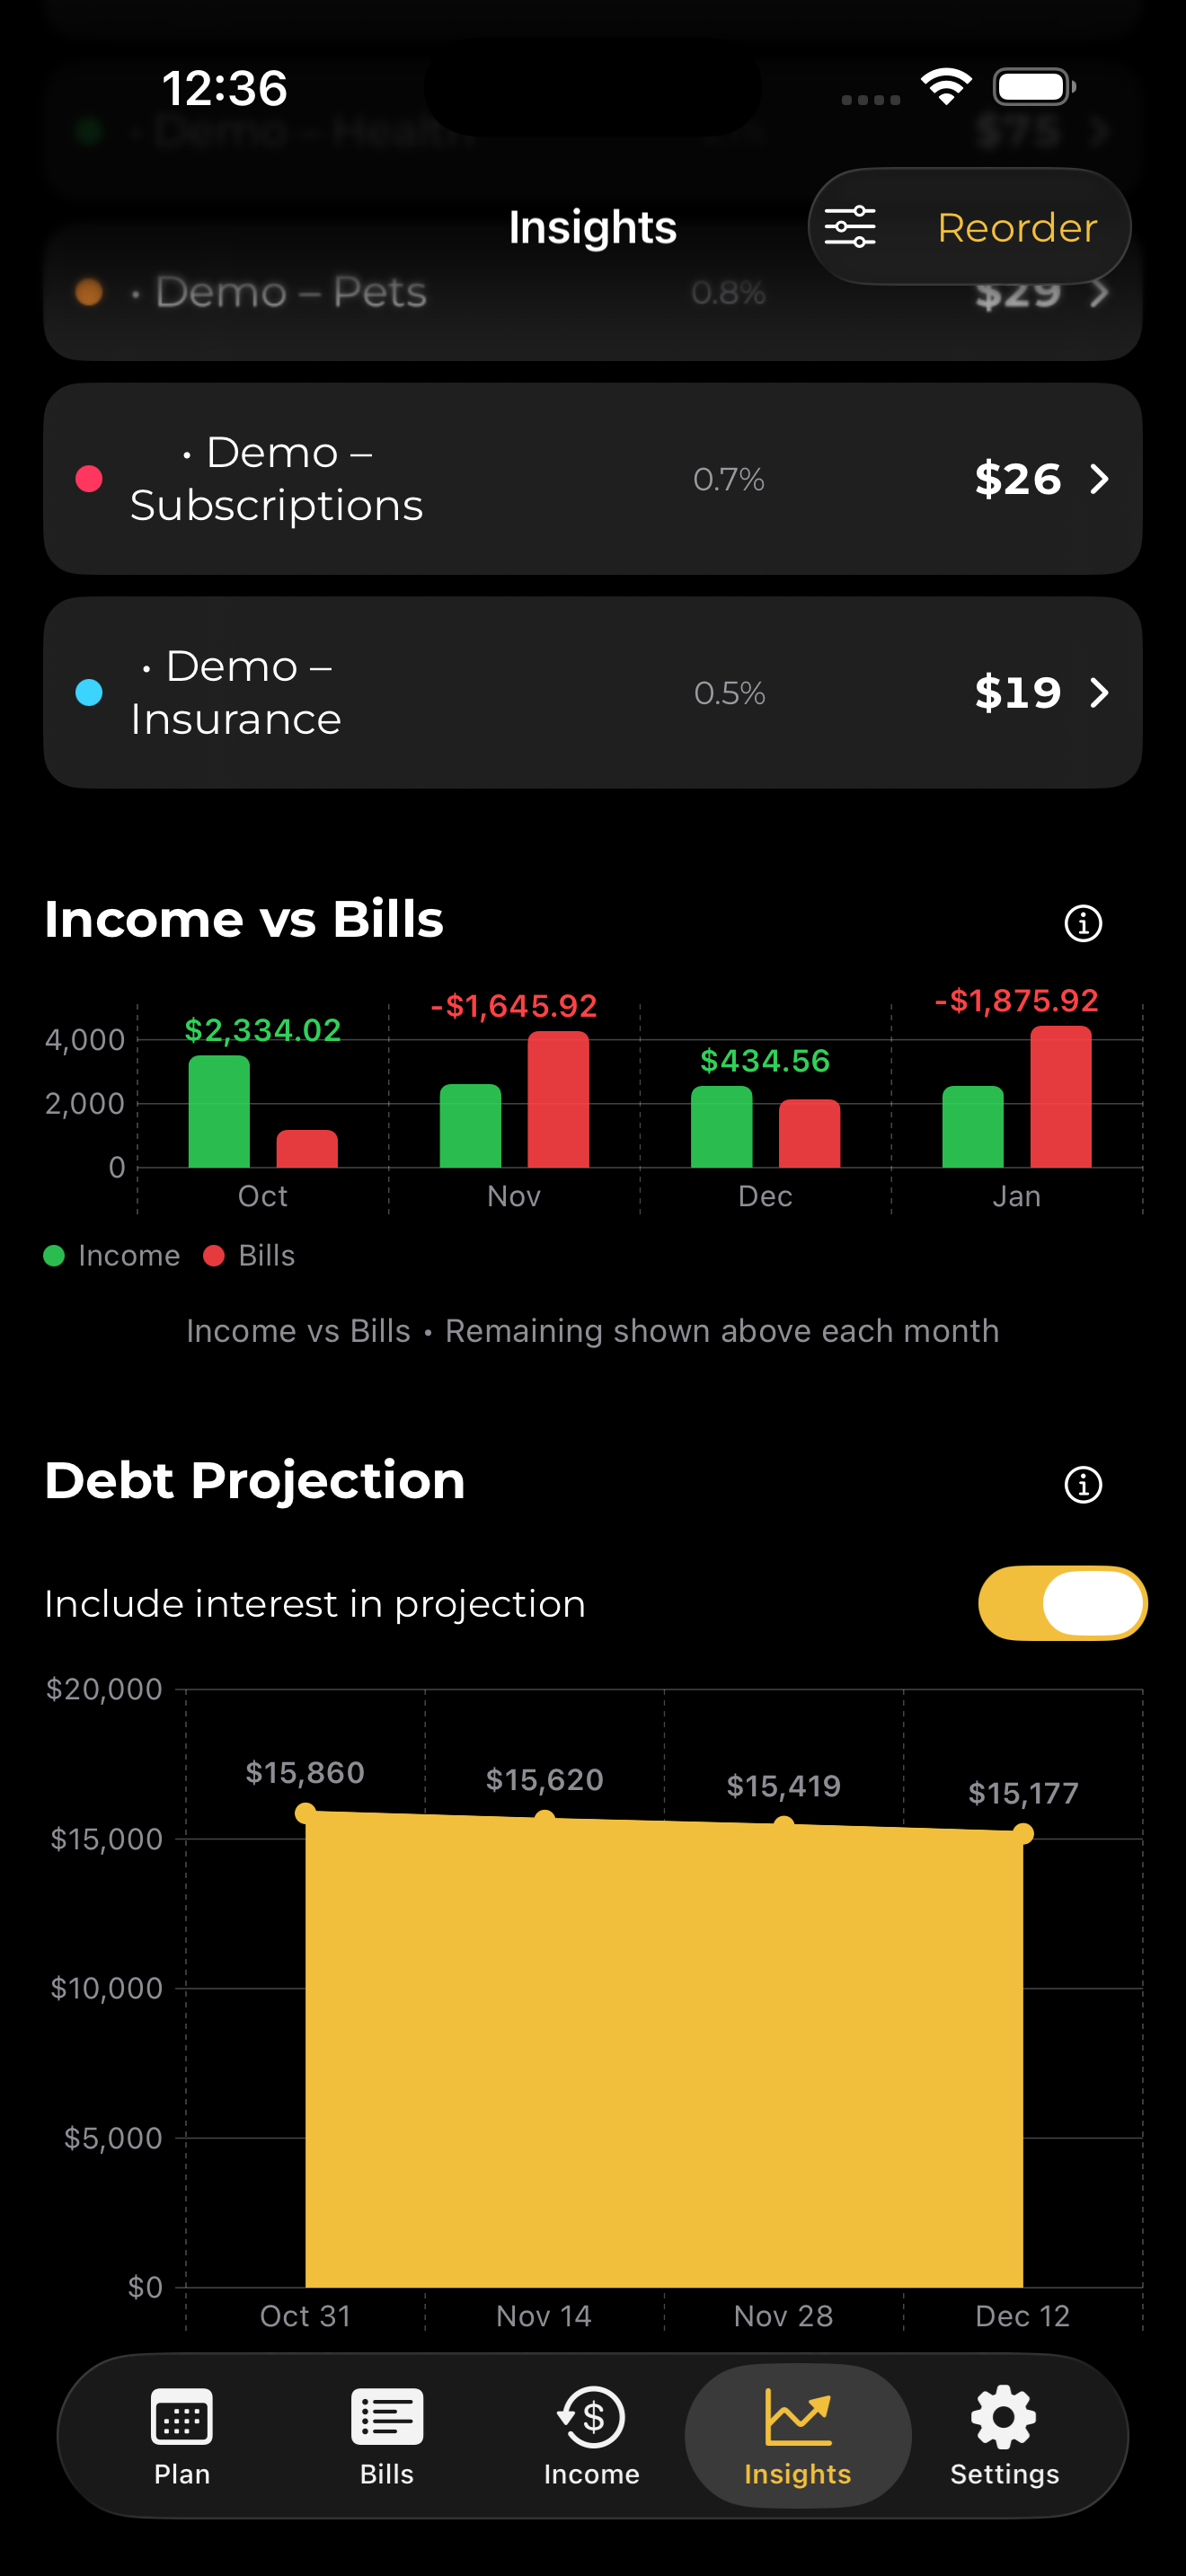 12:36
• Demo – Health
$75
Insights
Reorder
• Demo – Pets
0.8%
$29
• Demo –
Subscriptions
0.7%
$26
• Demo –
Insurance
0.5%
$19
Income vs Bills
4,000
2,000
0
$2,334.02
-$1,645.92
$434.56
-$1,875.92
Oct
Nov
Dec
Jan
Income
Bills
Income vs Bills • Remaining shown above each month
Debt Projection
Include interest in projection
$20,000
$15,000
$10,000
$5,000
$0
$15,860
$15,620
$15,419
$15,177
Oct 31
Nov 14
Nov 28
Dec 12
Plan
Bills
Income
Insights
Settings